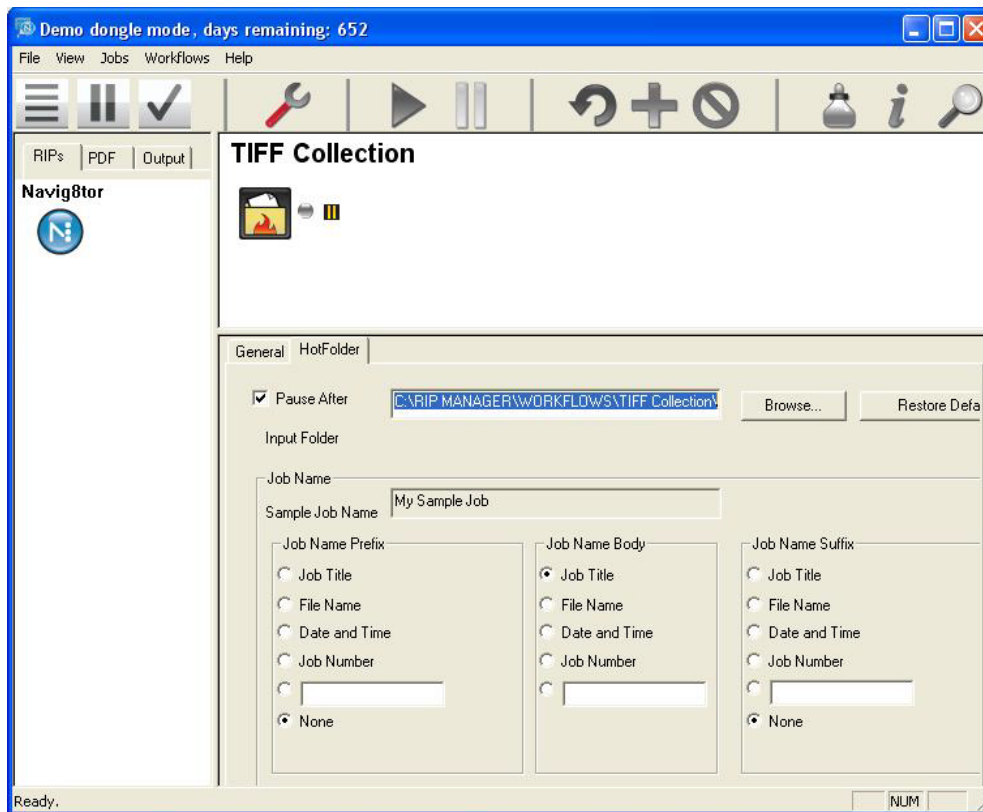 Demo dongle mode, days remaining: 652
File View Jobs Workflows Help
RIPs PDF Output
Navig8tor
TIFF Collection
General HotFolder
Pause After C:\RIP MANAGER\WORKFLOWS\TIFF Collection\ Browse... Restore Defa
Input Folder
Job Name
Sample Job Name My Sample Job
Job Name Prefix Job Name Body Job Name Suffix
Job Title Job Title Job Title
File Name File Name File Name
Date and Time Date and Time Date and Time
Job Number Job Number Job Number
None None
Ready. NUM